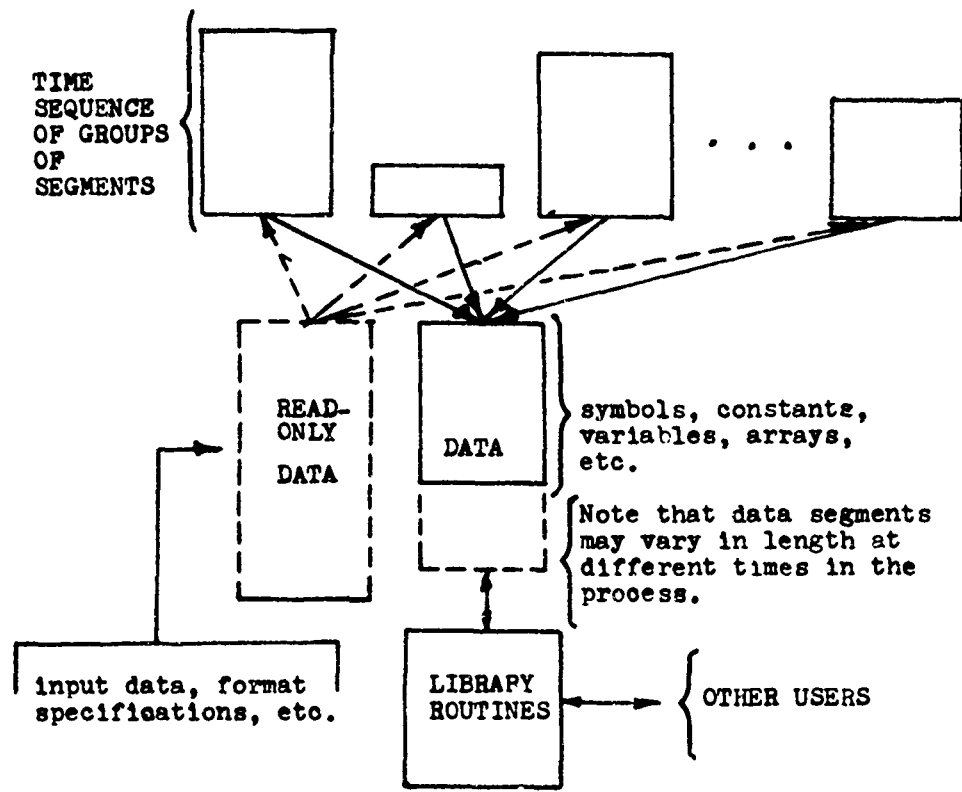 TIME
SEQUENCE
OF GROUPS
OF
SEGMENTS
. . .
READ-
ONLY
DATA
DATA
symbols, constants,
variables, arrays,
etc.
Note that data segments
may vary in length at
different times in the
process.
input data, format
specifications, etc.
LIBRARY
ROUTINES
OTHER USERS